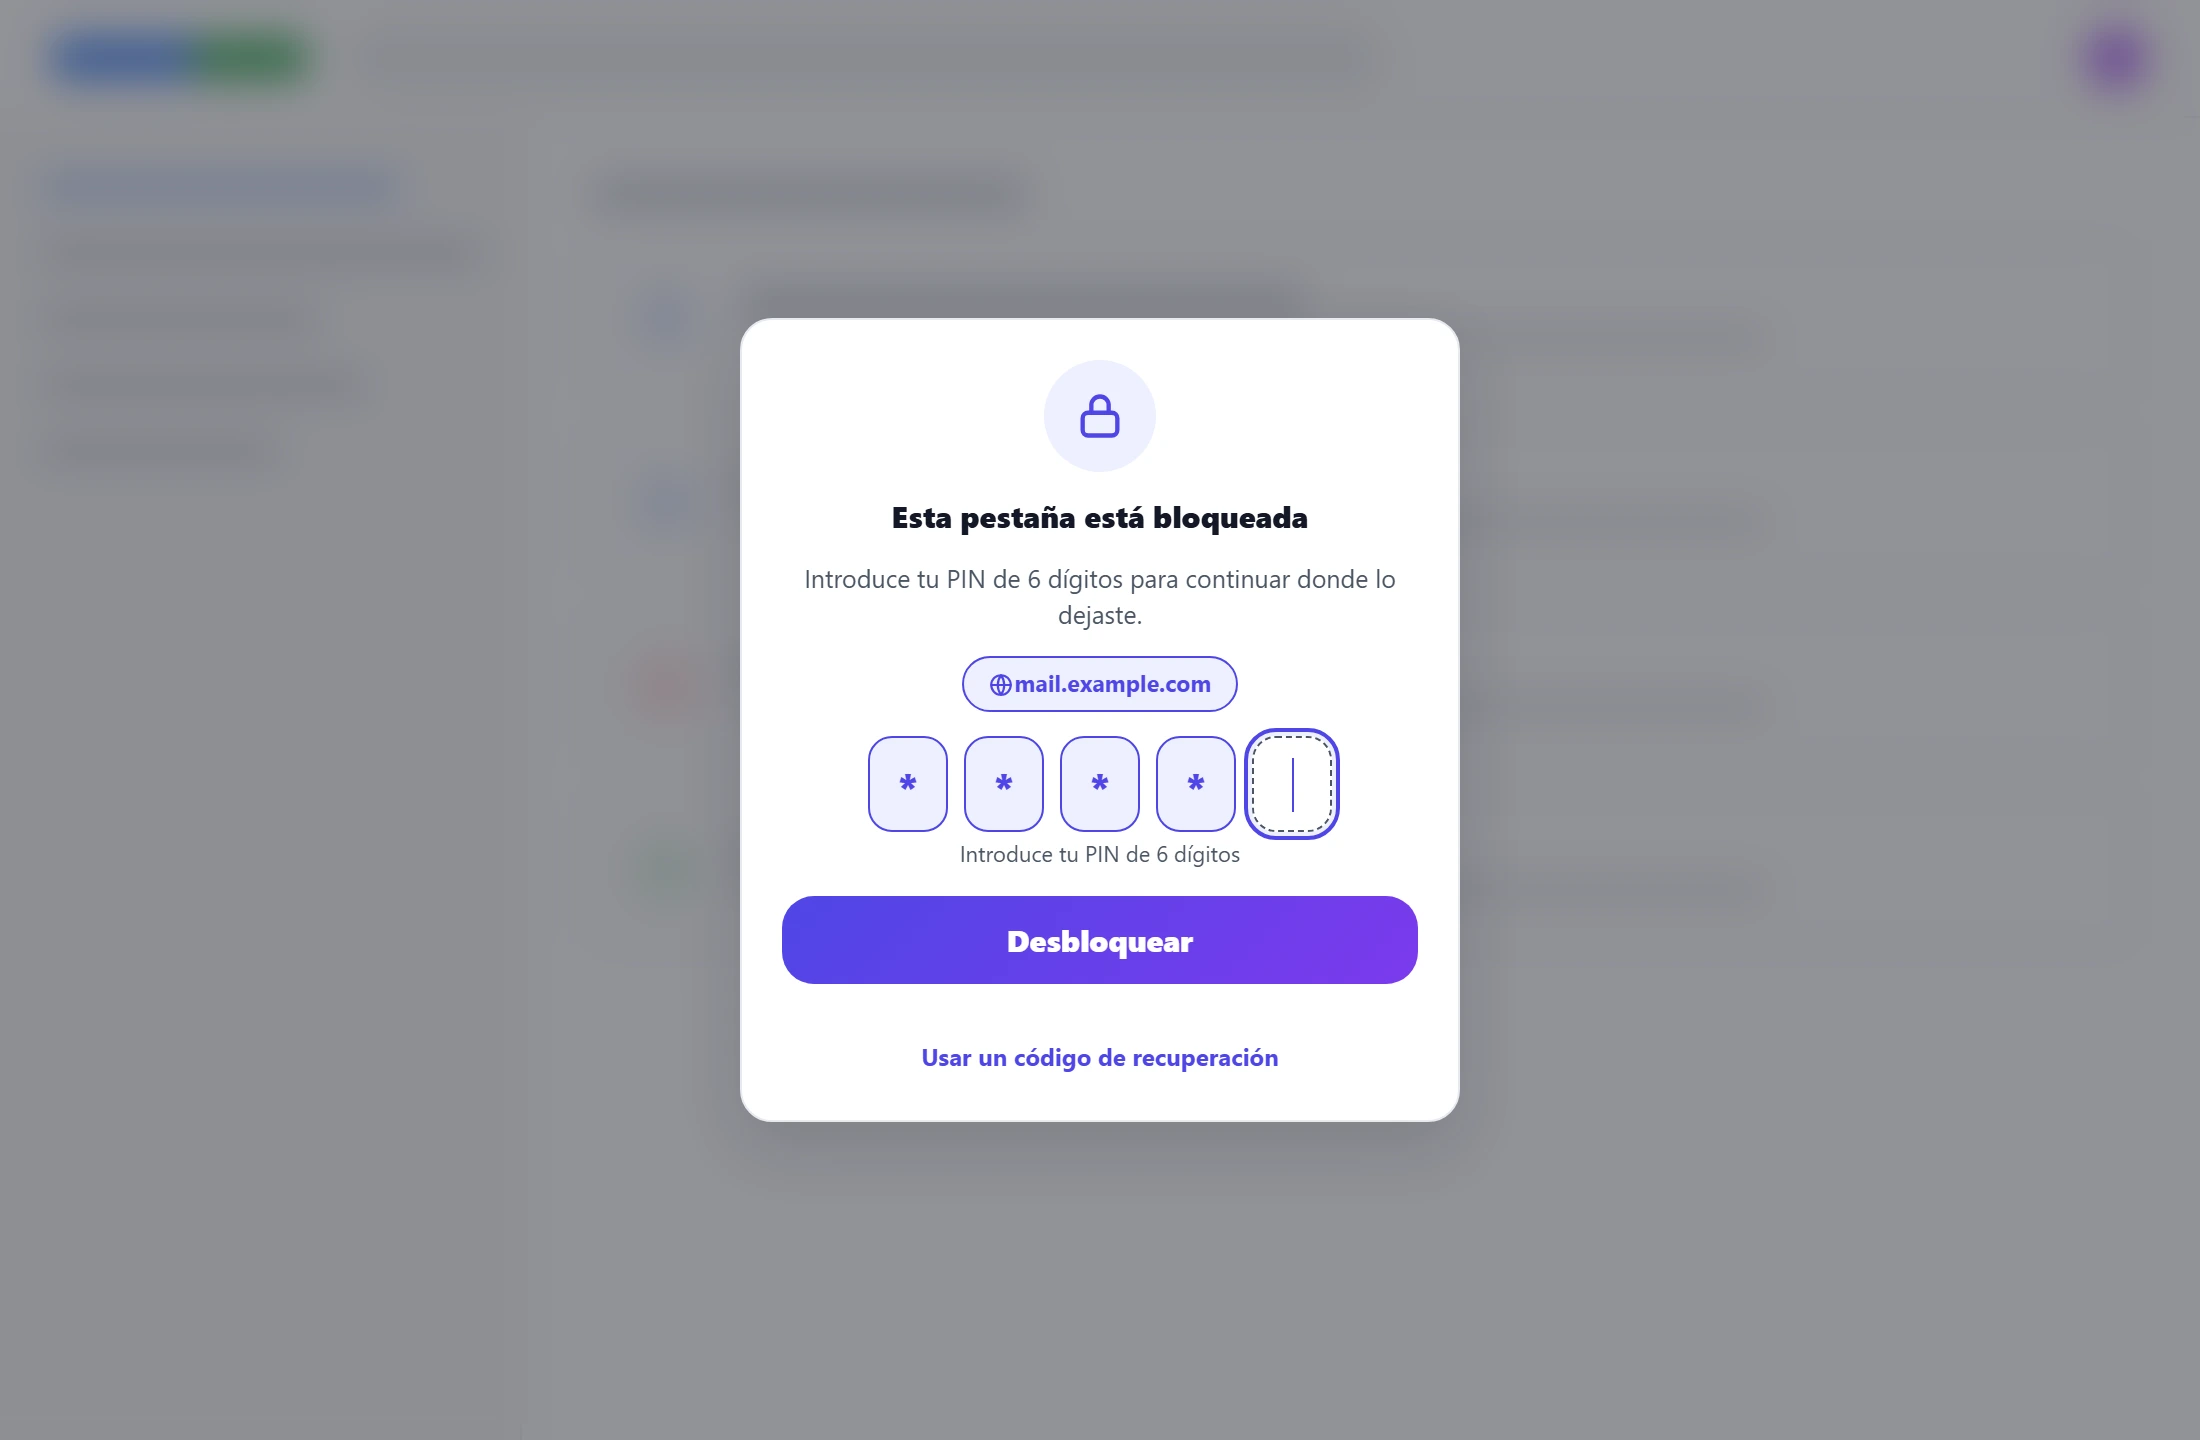 Esta pestaña está bloqueada
Introduce tu PIN de 6 dígitos para continuar donde lo
dejaste.
mail.example.com
* * * *
Introduce tu PIN de 6 dígitos
Desbloquear
Usar un código de recuperación